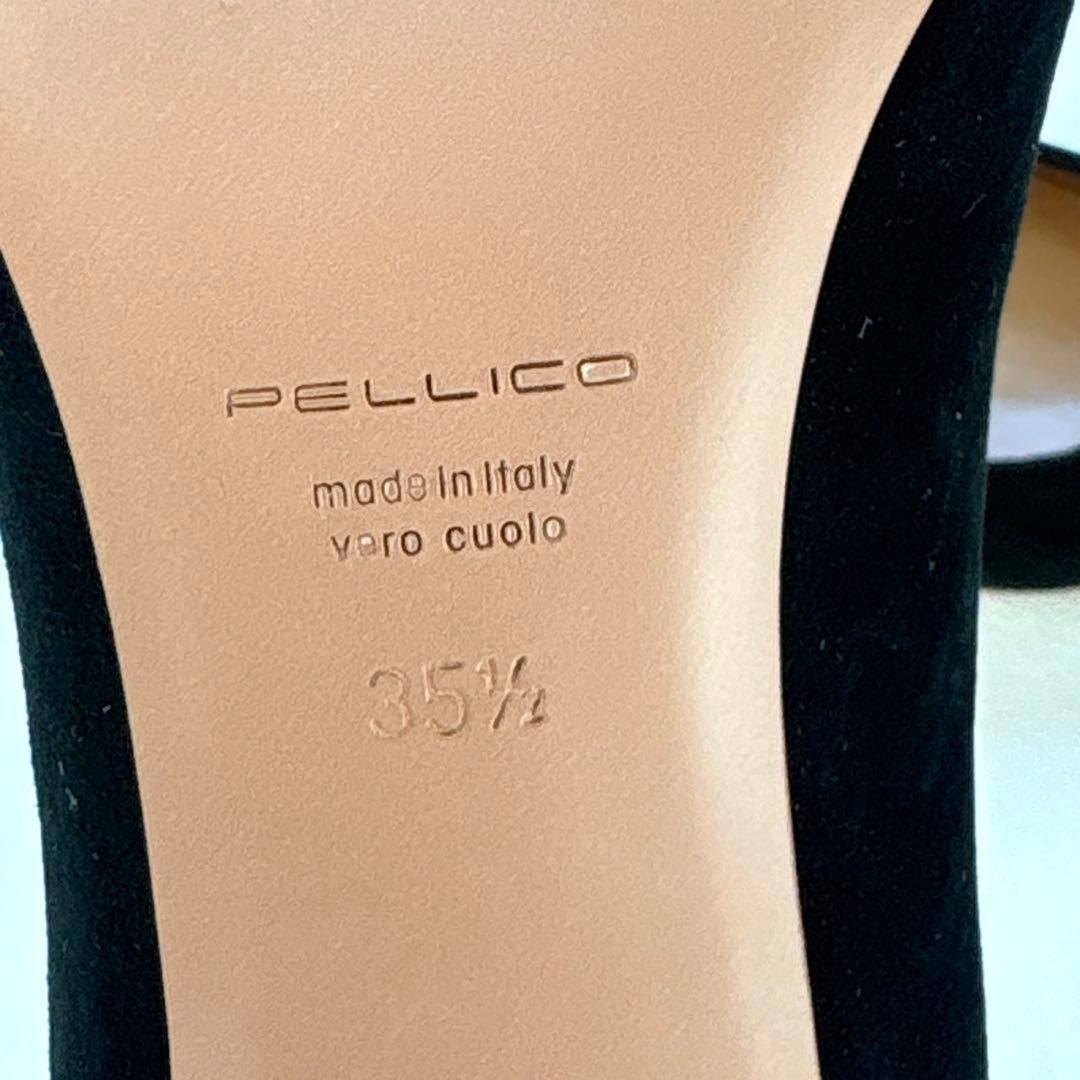 PELLICO
made in Italy
vero cuoio
35½